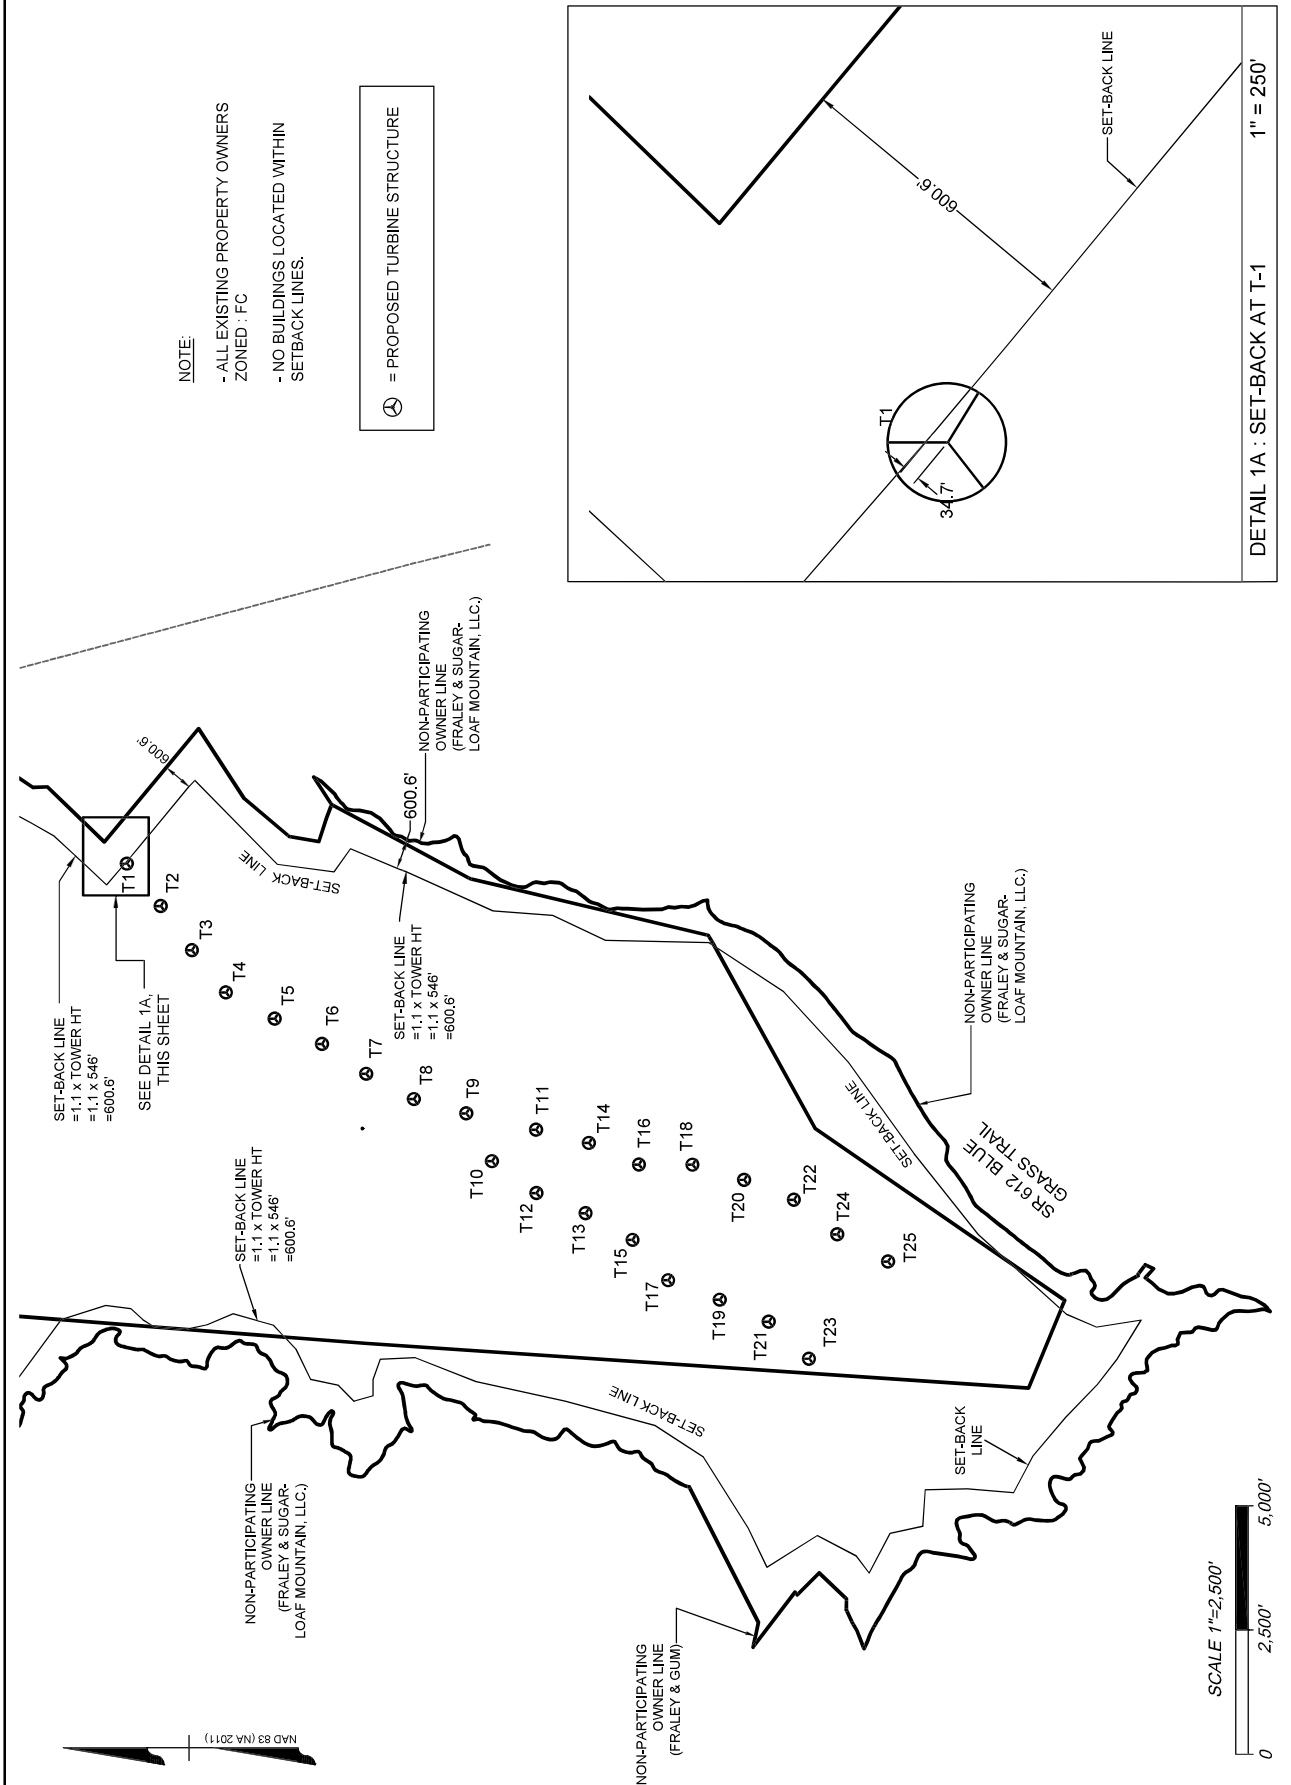 NOTE:
- ALL EXISTING PROPERTY OWNERS
ZONED : FC
- NO BUILDINGS LOCATED WITHIN
SETBACK LINES.
= PROPOSED TURBINE STRUCTURE
SET-BACK LINE
=1.1 x TOWER HT
=1.1 x 546'
=600.6'
SEE DETAIL 1A,
THIS SHEET
SET-BACK LINE
=1.1 x TOWER HT
=1.1 x 546'
=600.6'
NON-PARTICIPATING
OWNER LINE
(FRALEY & SUGAR-
LOAF MOUNTAIN, LLC.)
NON-PARTICIPATING
OWNER LINE
(FRALEY & GUM)
NAD 83 (NA 2011)
600.6'
SET-BACK LINE
NON-PARTICIPATING
OWNER LINE
(FRALEY & SUGAR-
LOAF MOUNTAIN, LLC.)
600.6'
SET-BACK LINE
=1.1 x TOWER HT
=1.1 x 546'
=600.6'
T1
T2
T3
T4
T5
T6
T7
T8
T9
T10
T11
T12
T13
T14
T15
T16
T17
T18
T19
T20
T21
T22
T23
T24
T25
SET-BACK LINE
SET-BACK LINE
SET-BACK
LINE
NON-PARTICIPATING
OWNER LINE
(FRALEY & SUGAR-
LOAF MOUNTAIN, LLC.)
SR 612 BLUE
GRASS TRAIL
SCALE 1"=2,500'
0
2,500'
5,000'
T1
34.7'
600.6'
SET-BACK LINE
DETAIL 1A : SET-BACK AT T-1
1" = 250'